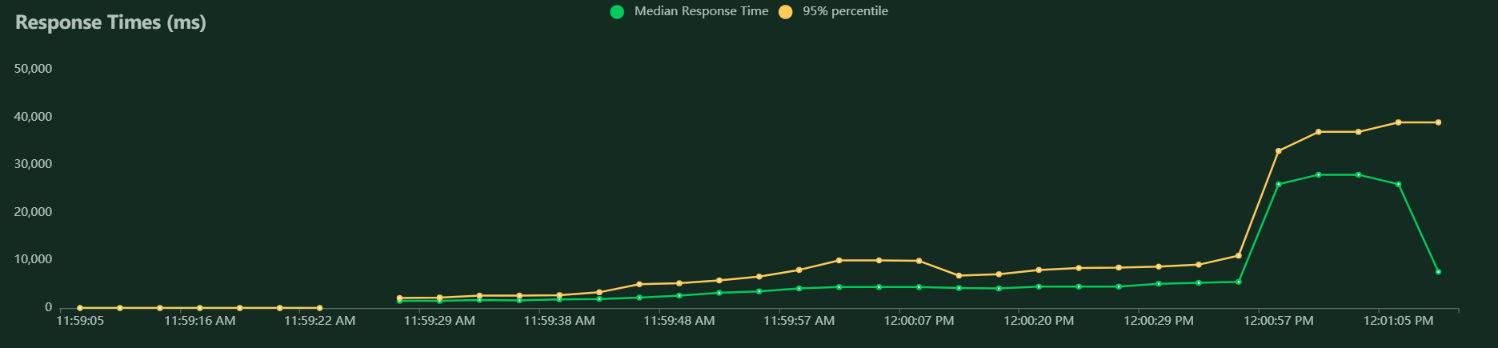 Response Times (ms)
Median Response Time 95% percentile
50,000
40,000
30,000
20,000
10,000
0
11:59:05 11:59:16 AM 11:59:22 AM 11:59:29 AM 11:59:38 AM 11:59:48 AM 11:59:57 AM 12:00:07 PM 12:00:20 PM 12:00:29 PM 12:00:57 PM 12:01:05 PM